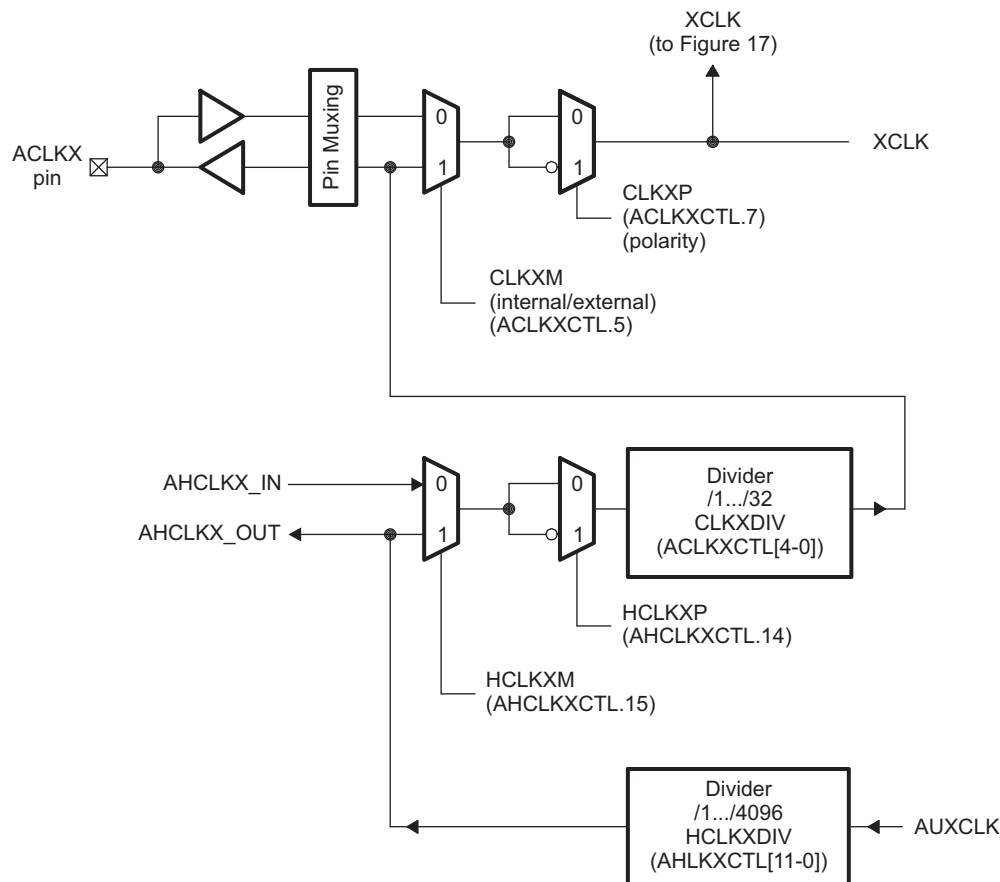 XCLK
(to Figure 17)
Pin Muxing
0
1
0
1
ACLKX
pin
XCLK
CLKXP
(ACLKXCTL.7)
(polarity)
CLKXM
(internal/external)
(ACLKXCTL.5)
AHCLKX_IN
AHCLKX_OUT
0
1
0
1
Divider
/1.../32
CLKXDIV
(ACLKXCTL[4-0])
HCLKXP
(AHCLKXCTL.14)
HCLKXM
(AHCLKXCTL.15)
Divider
/1.../4096
HCLKXDIV
(AHLKXCTL[11-0])
AUXCLK